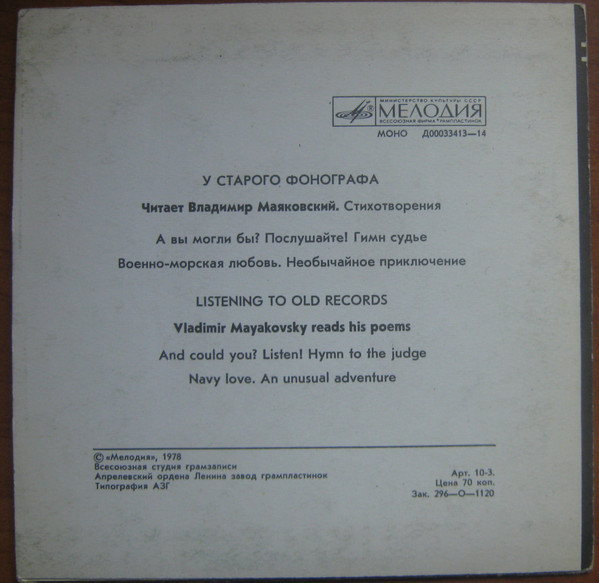 МИНИСТЕРСТВО КУЛЬТУРЫ СССР
МЕЛОДИЯ
ВСЕСОЮЗНАЯ ФИРМА ГРАМПЛАСТИНОК
МОНО Д00033413—14
У СТАРОГО ФОНОГРАФА
Читает Владимир Маяковский. Стихотворения
А вы могли бы? Послушайте! Гимн судье
Военно-морская любовь. Необычайное приключение
LISTENING TO OLD RECORDS
Vladimir Mayakovsky reads his poems
And could you? Listen! Hymn to the judge
Navy love. An unusual adventure
© «Мелодия», 1978
Всесоюзная студия грамзаписи
Апрелевский ордена Ленина завод грампластинок
Типография АЗГ
Арт. 10-3.
Цена 70 коп.
Зак. 296—О—1120